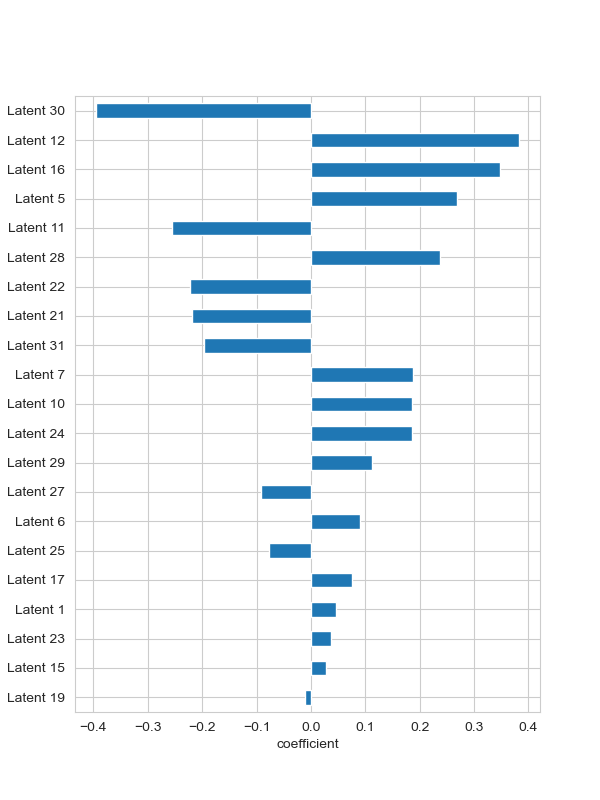 Latent 30
Latent 12
Latent 16
Latent 5
Latent 11
Latent 28
Latent 22
Latent 21
Latent 31
Latent 7
Latent 10
Latent 24
Latent 29
Latent 27
Latent 6
Latent 25
Latent 17
Latent 1
Latent 23
Latent 15
Latent 19
−0.4 −0.3 −0.2 −0.1 0.0 0.1 0.2 0.3 0.4
coefficient